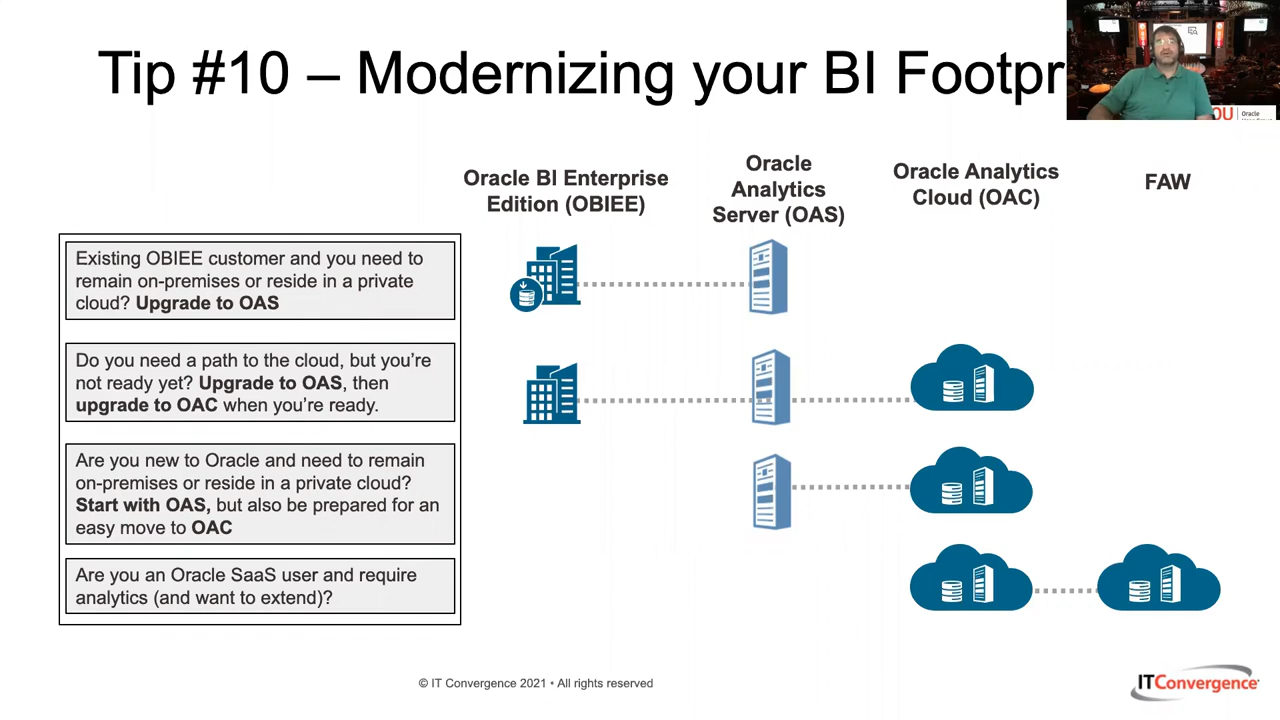 Tip #10 – Modernizing your BI Footpr
OU
Oracle
Oracle BI Enterprise
Edition (OBIEE)
Oracle
Analytics
Server (OAS)
Oracle Analytics
Cloud (OAC)
FAW
Existing OBIEE customer and you need to
remain on-premises or reside in a private
cloud? Upgrade to OAS
Do you need a path to the cloud, but you’re
not ready yet? Upgrade to OAS, then
upgrade to OAC when you’re ready.
Are you new to Oracle and need to remain
on-premises or reside in a private cloud?
Start with OAS, but also be prepared for an
easy move to OAC
Are you an Oracle SaaS user and require
analytics (and want to extend)?
© IT Convergence 2021 • All rights reserved
ITConvergence